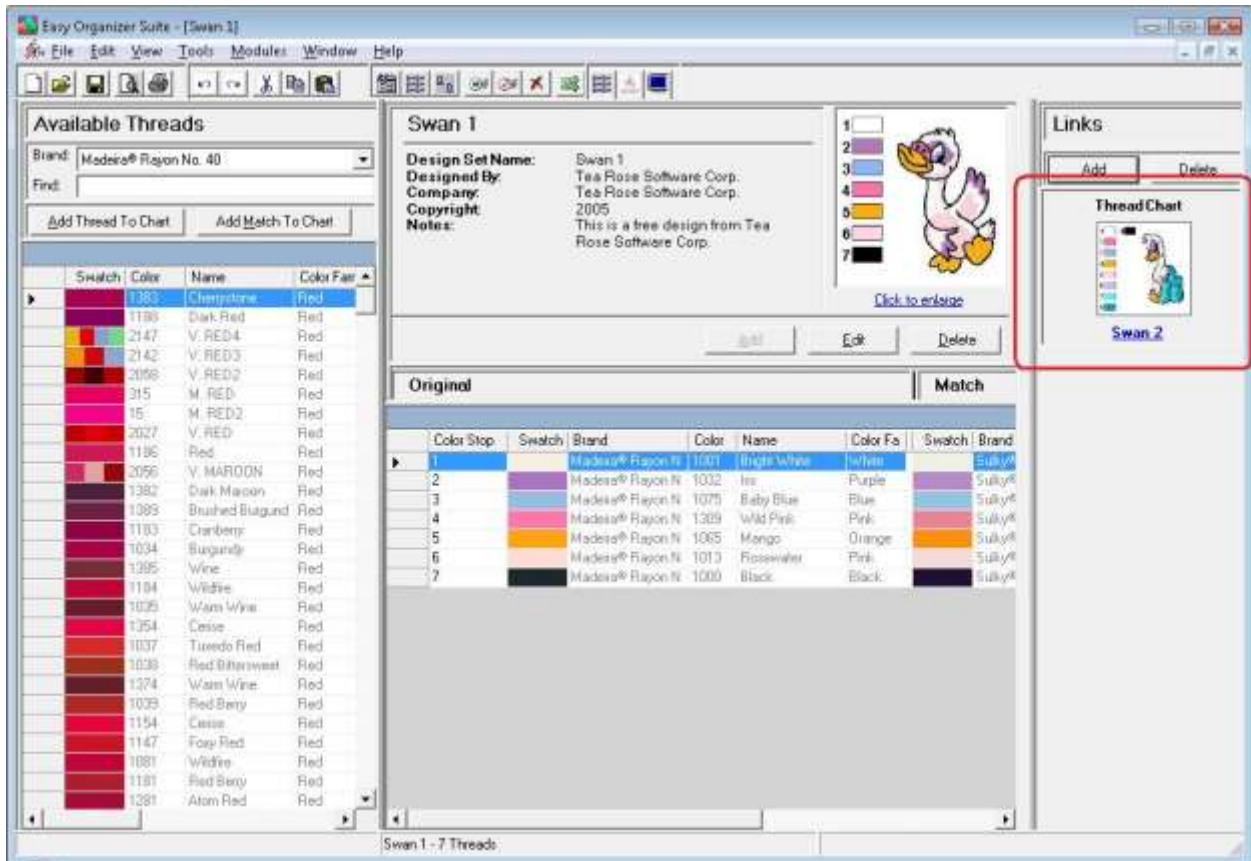 Easy Organizer Suite - [Swan 1]
File Edit View Tools Modules Window Help
Available Threads
Brand: Madeira® Rayon No. 40
Find:
Add Thread To Chart Add Match To Chart
Swatch Color Name Color Fam
1383 Cherrystone Red
1188 Dark Red Red
2147 V. RED4 Red
2142 V. RED3 Red
2058 V. RED2 Red
315 M. RED Red
15 M. RED2 Red
2027 V. RED Red
1186 Red Red
2056 V. MAROON Red
1382 Dark Maroon Red
1389 Brushed Burgund Red
1183 Cranberry Red
1034 Burgundy Red
1385 Wine Red
1184 Wildfire Red
1035 Warm Wine Red
1354 Cerise Red
1037 Tuxedo Red Red
1038 Red Bittersweet Red
1374 Warm Wine Red
1039 Red Berry Red
1154 Cerise Red
1147 Foxy Red Red
1081 Wildfire Red
1181 Red Berry Red
1281 Atom Red Red
Swan 1
Design Set Name: Swan 1
Designed By: Tea Rose Software Corp.
Company: Tea Rose Software Corp.
Copyright: 2005
Notes: This is a free design from Tea
Rose Software Corp.
1
2
3
4
5
6
7
Click to enlarge
Add Edit Delete
Original Match
Color Stop Swatch Brand Color Name Color Fa Swatch Brand
1 Madeira® Rayon N 1001 Bright White White Sulky®
2 Madeira® Rayon N 1032 Iris Purple Sulky®
3 Madeira® Rayon N 1075 Baby Blue Blue Sulky®
4 Madeira® Rayon N 1309 Wild Pink Pink Sulky®
5 Madeira® Rayon N 1065 Mango Orange Sulky®
6 Madeira® Rayon N 1013 Rosewater Pink Sulky®
7 Madeira® Rayon N 1000 Black Black Sulky®
Links
Add Delete
Thread Chart
Swan 2
Swan 1 - 7 Threads